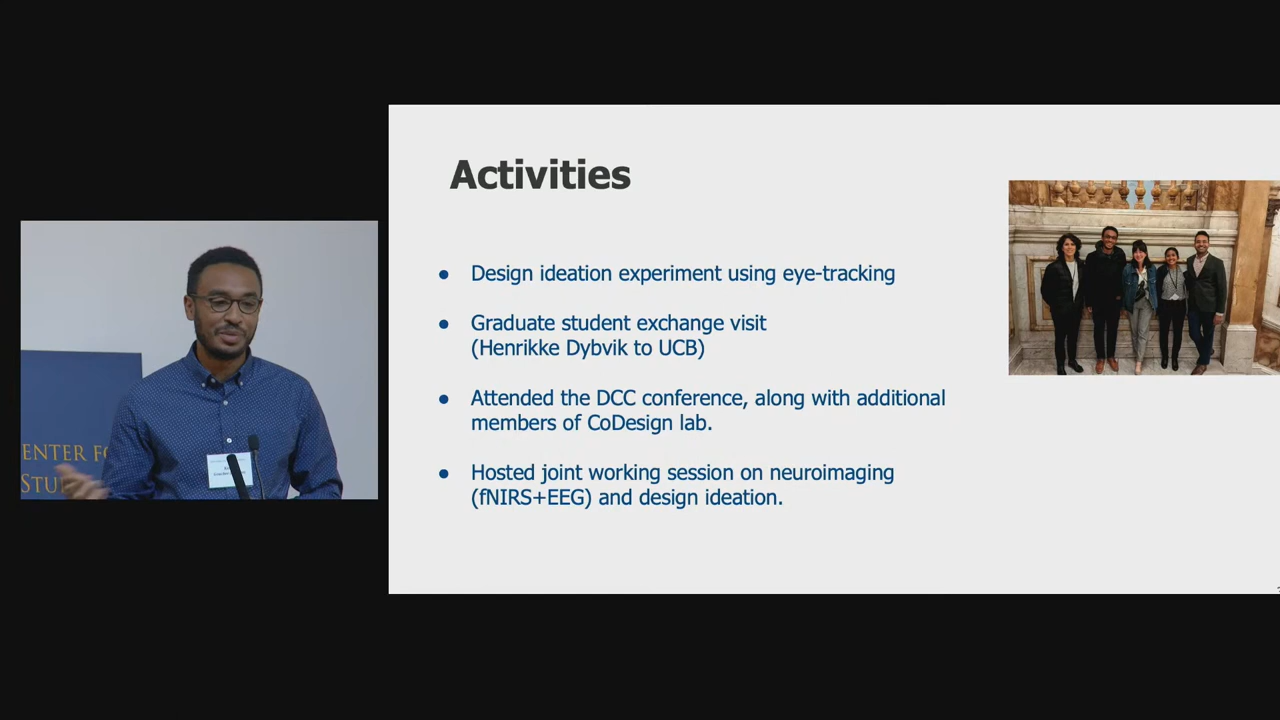 Activities
● Design ideation experiment using eye-tracking
● Graduate student exchange visit
(Henrikke Dybvik to UCB)
● Attended the DCC conference, along with additional
members of CoDesign lab.
● Hosted joint working session on neuroimaging
(fNIRS+EEG) and design ideation.
ENTER FO
STU